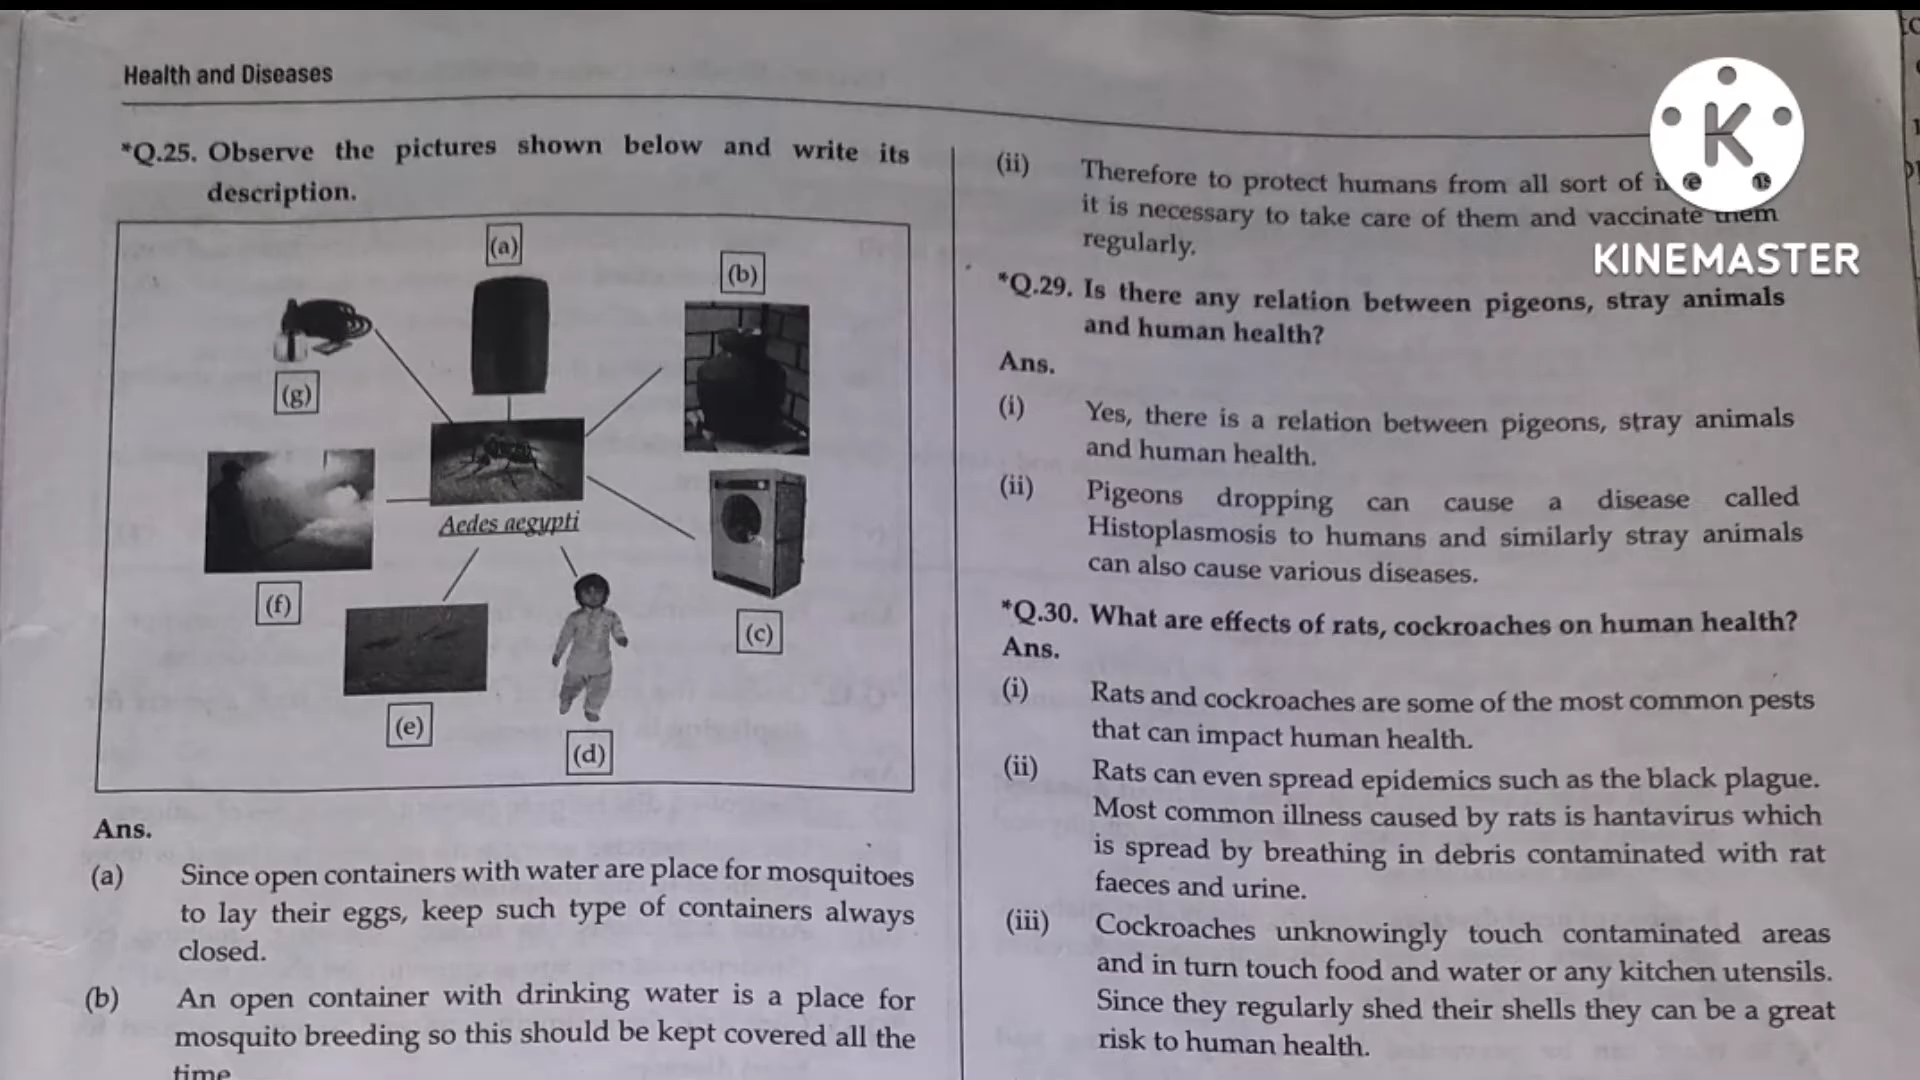 Health and Diseases
*Q.25. Observe the pictures shown below and write its
description.
(a)
(b)
(g)
Aedes aegypti
(f)
(c)
(e)
(d)
Ans.
(a) Since open containers with water are place for mosquitoes
to lay their eggs, keep such type of containers always
closed.
(b) An open container with drinking water is a place for
mosquito breeding so this should be kept covered all the
time
(ii) Therefore to protect humans from all sort of
it is necessary to take care of them and vaccinate them
regularly.
*Q.29. Is there any relation between pigeons, stray animals
and human health?
Ans.
(i) Yes, there is a relation between pigeons, stray animals
and human health.
(ii) Pigeons dropping can cause a disease called
Histoplasmosis to humans and similarly stray animals
can also cause various diseases.
*Q.30. What are effects of rats, cockroaches on human health?
Ans.
(i) Rats and cockroaches are some of the most common pests
that can impact human health.
(ii) Rats can even spread epidemics such as the black plague.
Most common illness caused by rats is hantavirus which
is spread by breathing in debris contaminated with rat
faeces and urine.
(iii) Cockroaches unknowingly touch contaminated areas
and in turn touch food and water or any kitchen utensils.
Since they regularly shed their shells they can be a great
risk to human health.
K
KINEMASTER